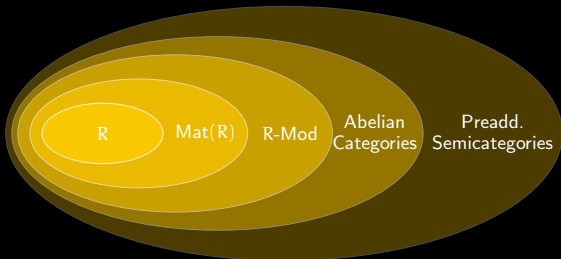 R
Mat(R)
R-Mod
Abelian
Categories
Preadd.
Semicategories